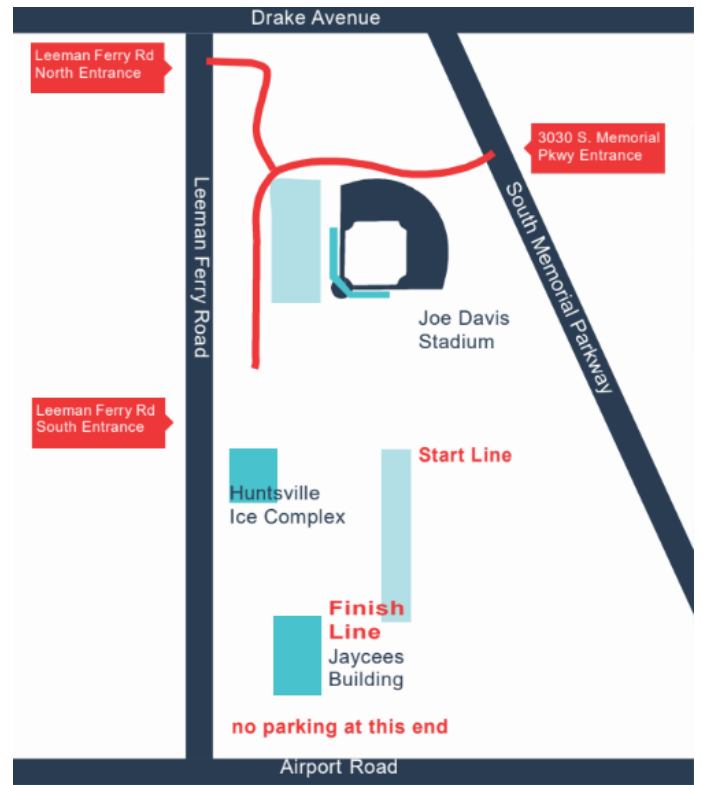 Drake Avenue
Leeman Ferry Rd
North Entrance
3030 S. Memorial
Pkwy Entrance
Leeman Ferry Road
South Memorial Parkway
Joe Davis
Stadium
Leeman Ferry Rd
South Entrance
Start Line
Huntsville
Ice Complex
Finish
Line
Jaycees
Building
no parking at this end
Airport Road